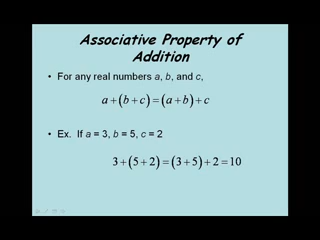 Associative Property of
Addition
• For any real numbers a, b, and c,
a+(b+c)=(a+b)+c
• Ex. If a = 3, b = 5, c = 2
3+(5+2)=(3+5)+2=10